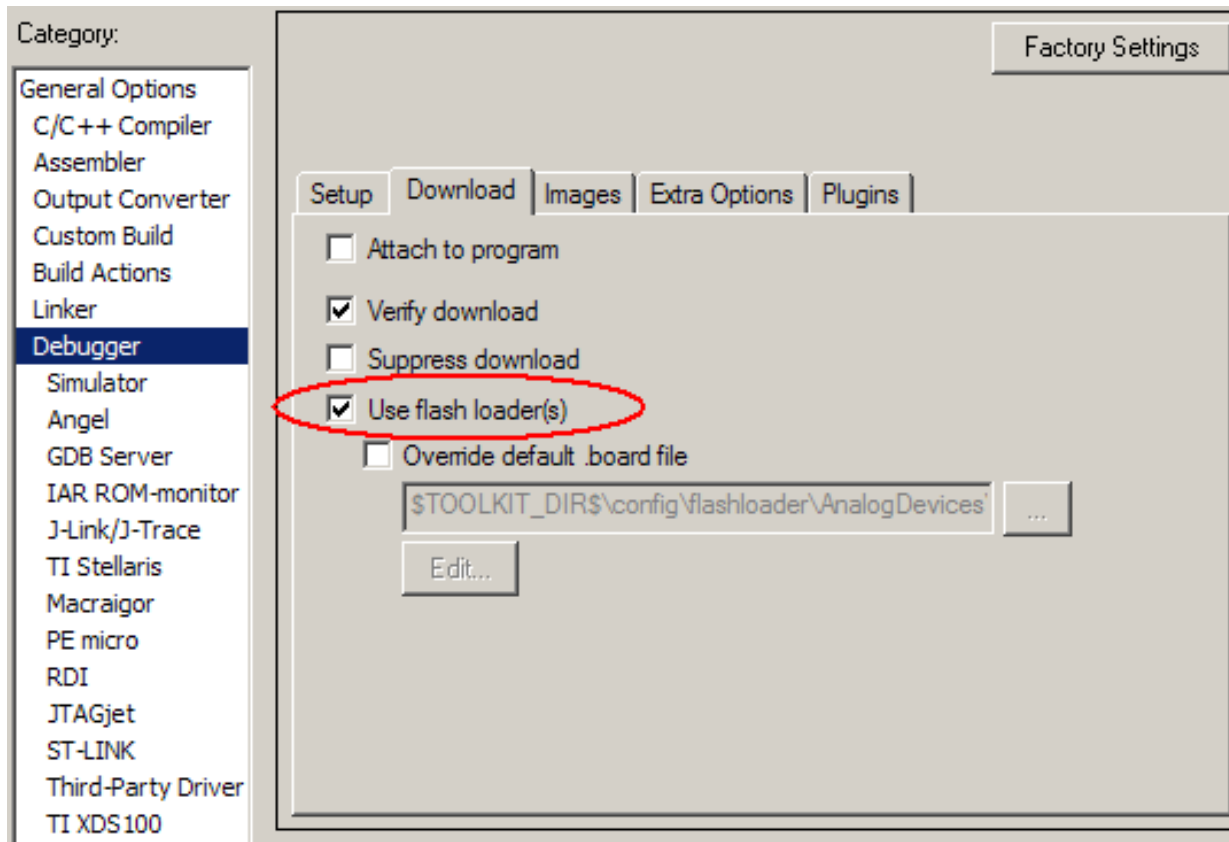 Category:
General Options
C/C++ Compiler
Assembler
Output Converter
Custom Build
Build Actions
Linker
Debugger
Simulator
Angel
GDB Server
IAR ROM-monitor
J-Link/J-Trace
TI Stellaris
Macraigor
PE micro
RDI
JTAGjet
ST-LINK
Third-Party Driver
TI XDS100
Factory Settings
Setup Download Images Extra Options Plugins
Attach to program
Verify download
Suppress download
Use flash loader(s)
Override default .board file
$TOOLKIT_DIR$\config\flashloader\AnalogDevices\ ...
Edit...